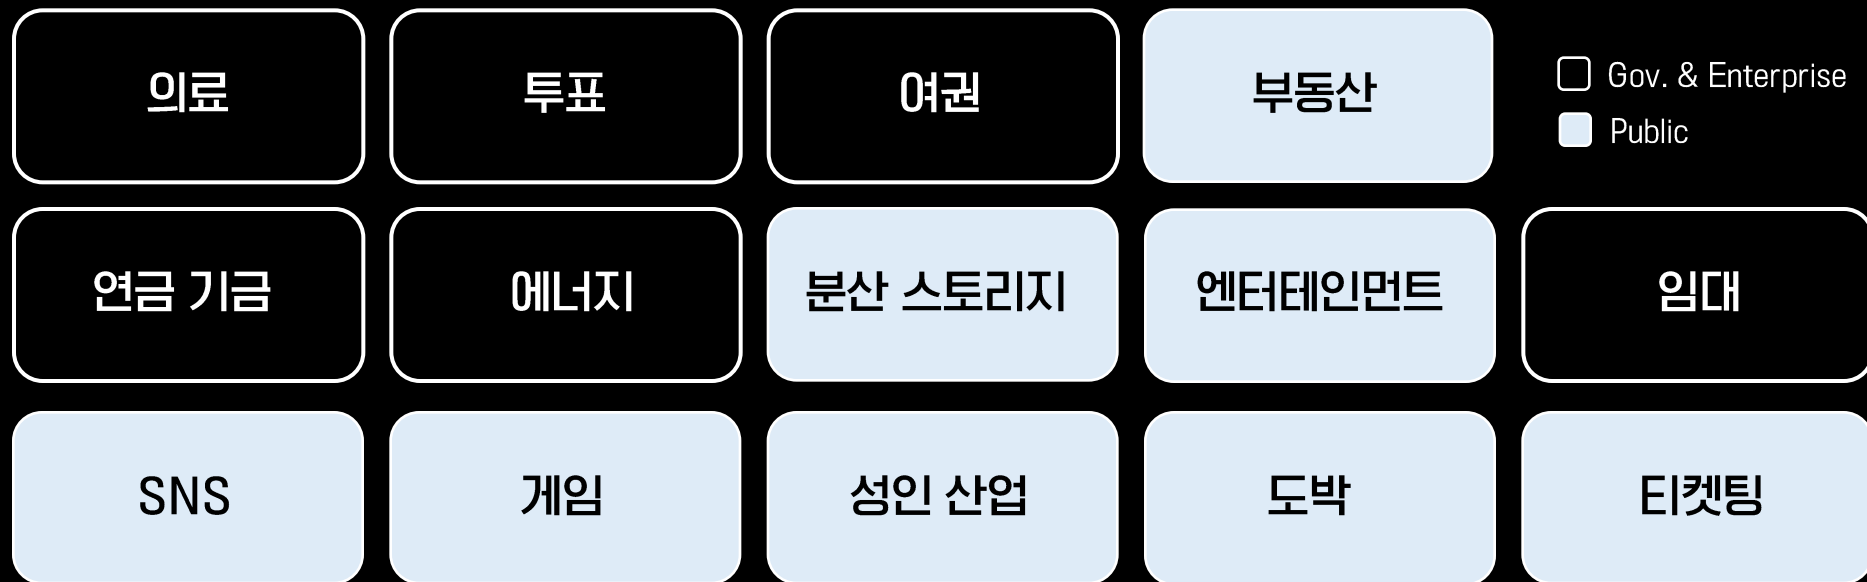 의료
투표
여권
부동산
Gov. & Enterprise
Public
연금 기금
에너지
분산 스토리지
엔터테인먼트
임대
SNS
게임
성인 산업
도박
티켓팅